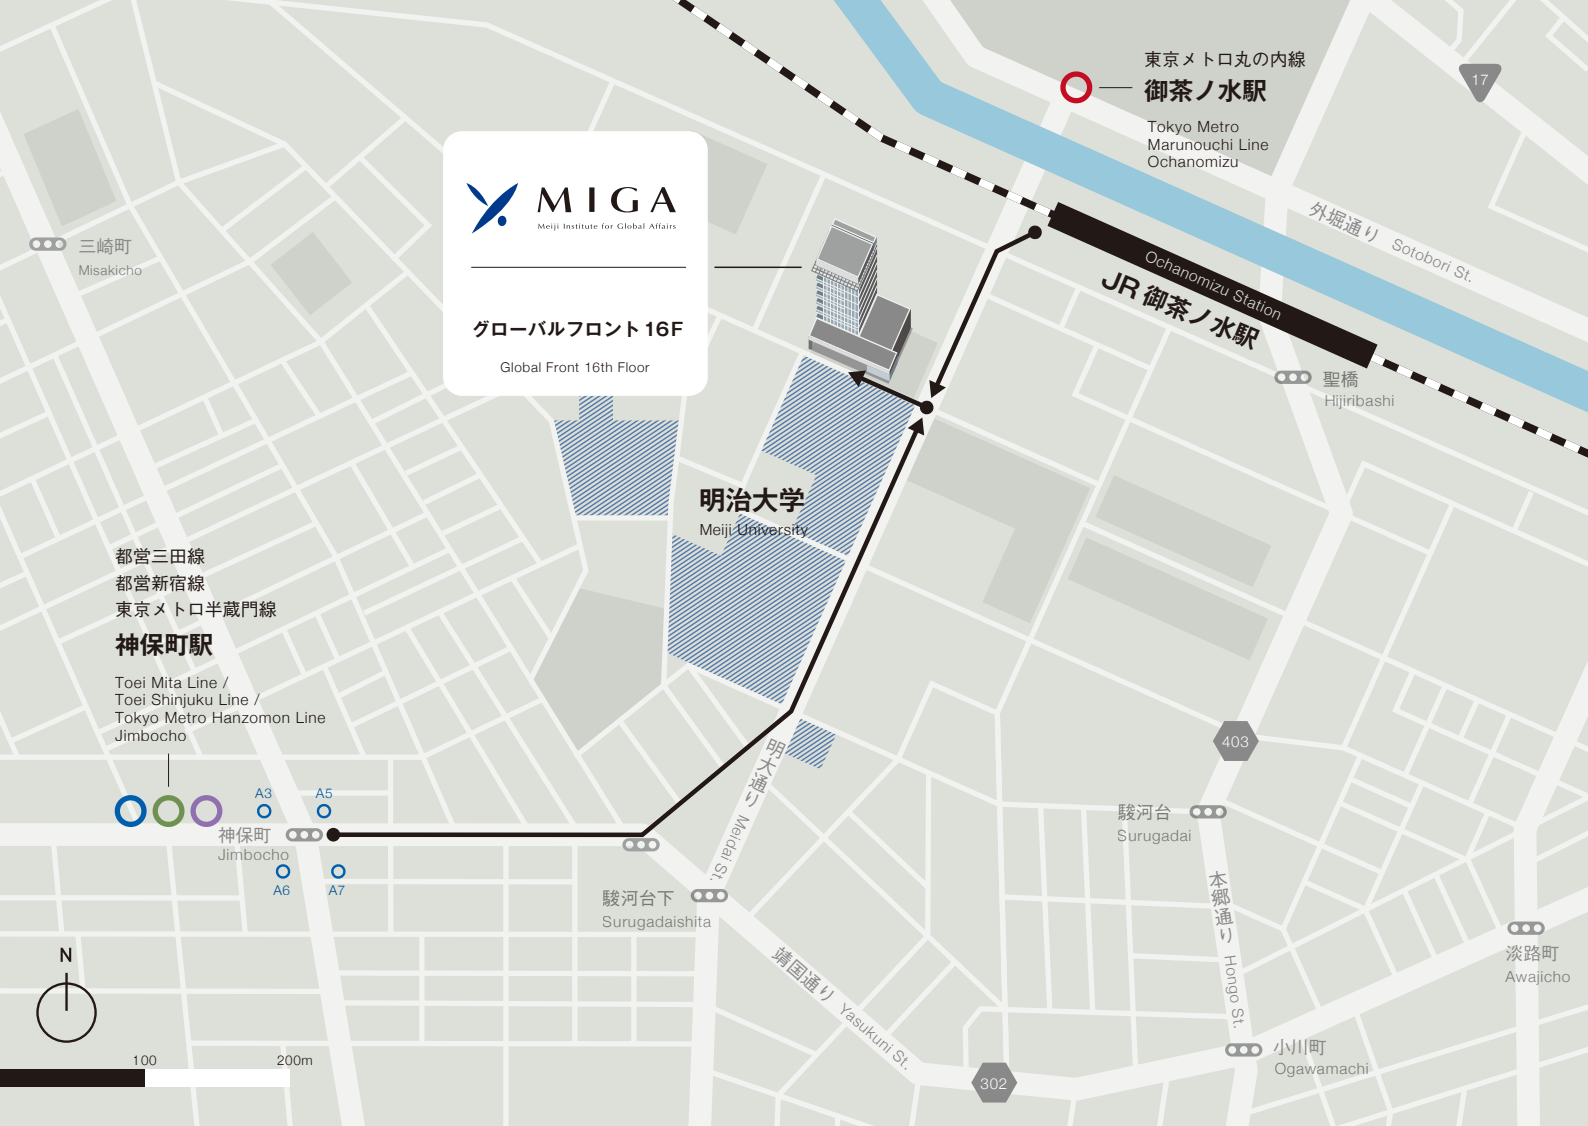 東京メトロ丸の内線
御茶ノ水駅
Tokyo Metro
Marunouchi Line
Ochanomizu
17
外堀通り Sotobori St.
MIGA
Meiji Institute for Global Affairs
グローバルフロント16F
Global Front 16th Floor
三崎町
Misakicho
Ochanomizu Station
JR 御茶ノ水駅
聖橋
Hijiribashi
明治大学
Meiji University
都営三田線
都営新宿線
東京メトロ半蔵門線
神保町駅
Toei Mita Line /
Toei Shinjuku Line /
Tokyo Metro Hanzomon Line
Jimbocho
A3
A5
神保町
Jimbocho
A6
A7
明大通り Meidai St.
403
駿河台
Surugadai
駿河台下
Surugadaishita
本郷通り Hongo St.
靖国通り Yasukuni St.
淡路町
Awajicho
小川町
Ogawamachi
302
N
100
200m